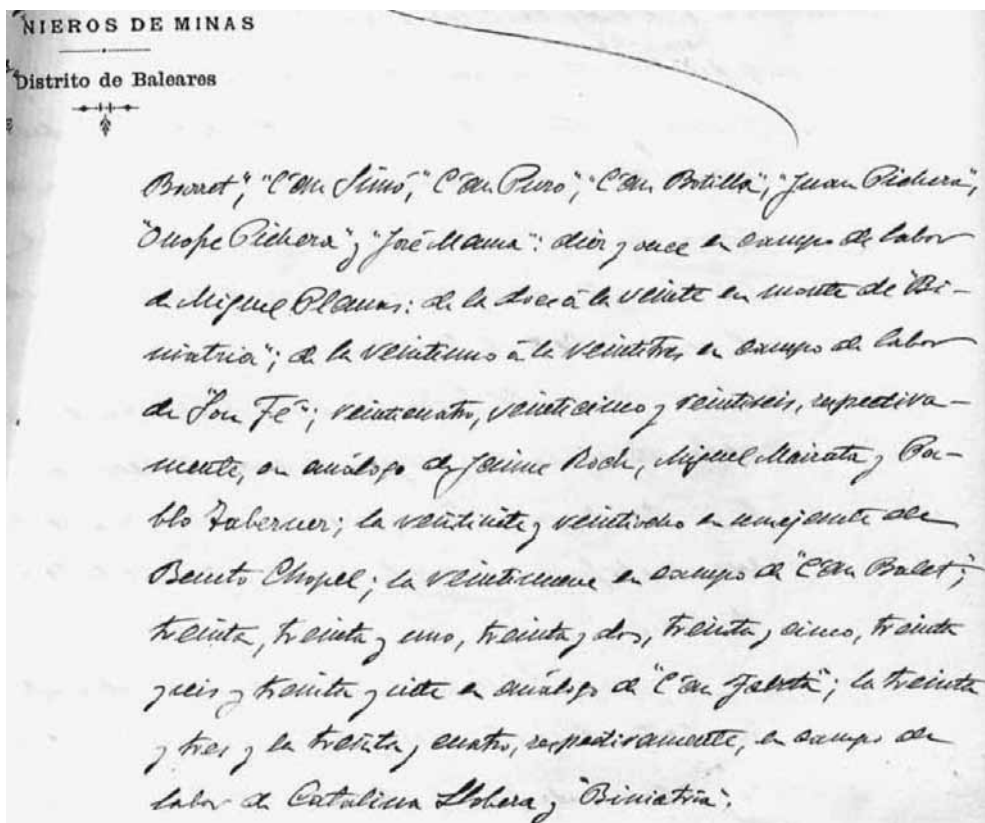 NIEROS DE MINAS
Distrito de Baleares
Borret", "C'an Simó", "C'an Puro", "C'an Botilla", "Juan Pichera",
"Onofre Pichera" y "José Mama": diez y once en campo de labor
de Miguel Planas: de la doce á la veinte en monte de "Bi-
niatria"; de la veintiuno á la veintitres en campo de labor
de "Son Fé"; veinticuatro, veinticinco y veintiseis, respectiva-
mente, en análogo de Jaime Roch, Miguel Mairata y Pa-
blo Taberner; la veintisiete y veintiocho en semejante de
Benito Chopel; la veintinueve en campo de "C'an Balet";
treinta, treinta y uno, treinta y dos, treinta y cinco, treinta
y seis y treinta y siete en análogo de "C'an"; la treinta
y tres y la treinta y cuatro, respectivamente, en campo de
labor de Catalina Llobera y "Biniatria".